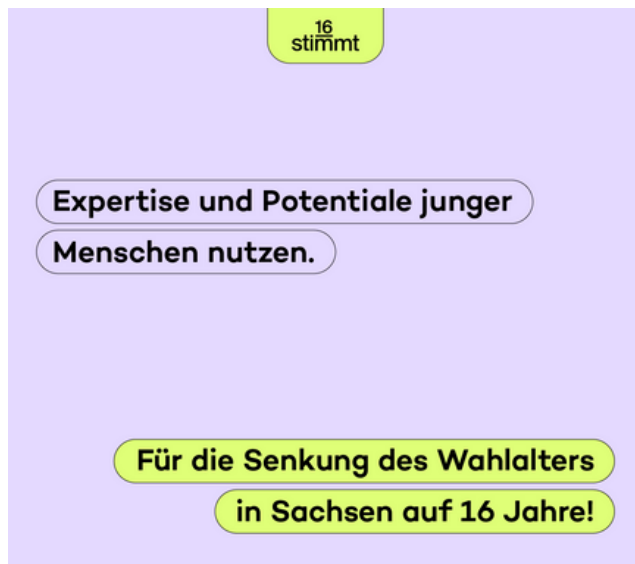 16
stimmt
Expertise und Potentiale junger
Menschen nutzen.
Für die Senkung des Wahlalters
in Sachsen auf 16 Jahre!